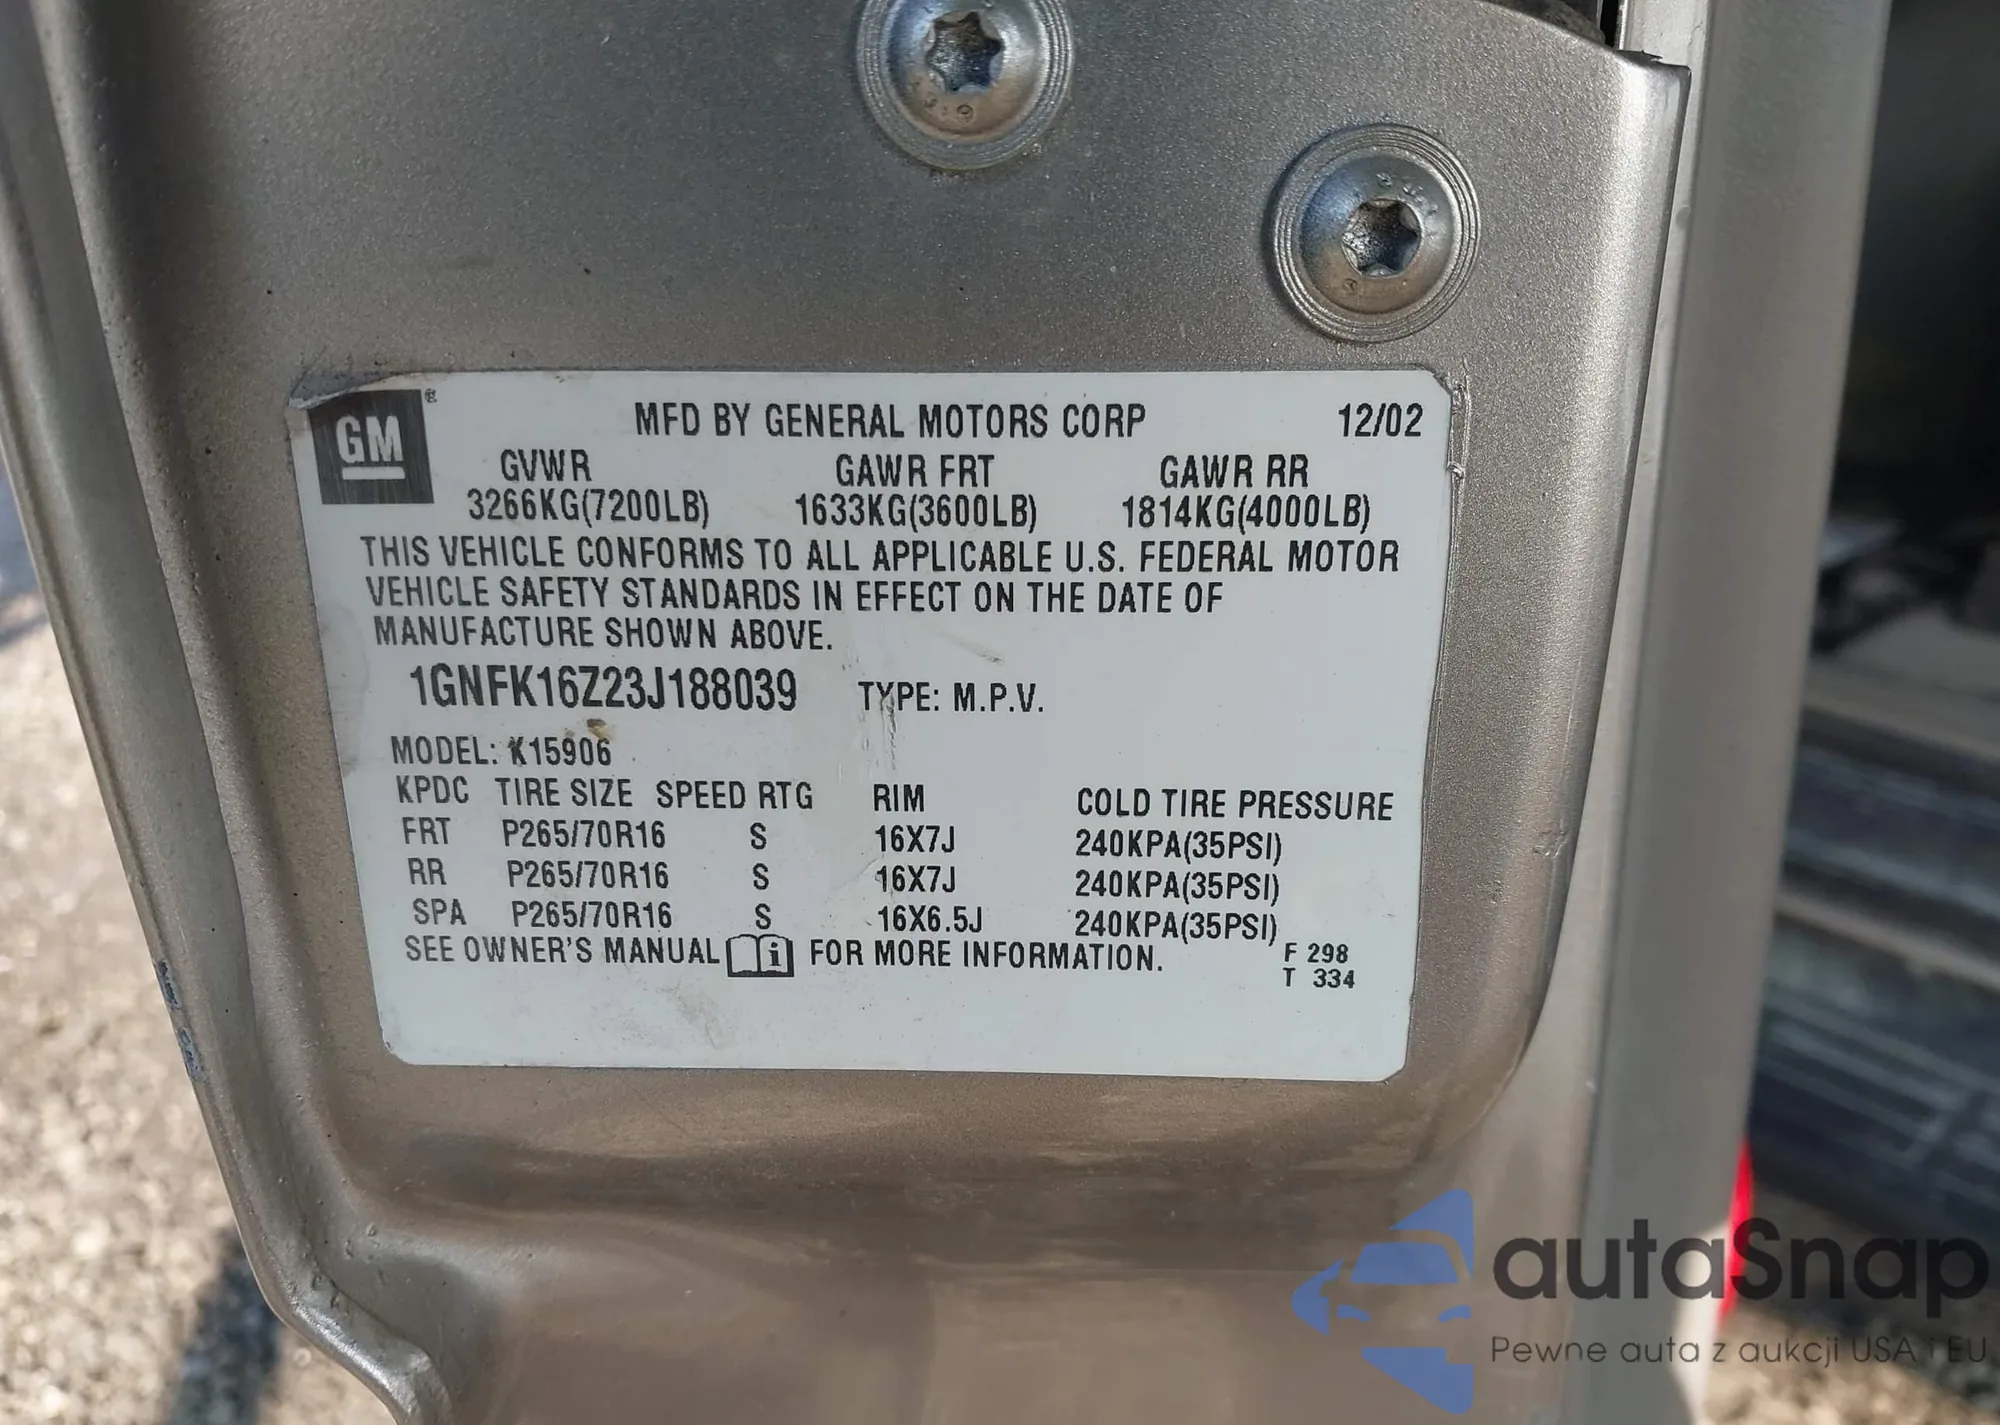 GM ®
MFD BY GENERAL MOTORS CORP 12/02
GVWR GAWR FRT GAWR RR
3266KG(7200LB) 1633KG(3600LB) 1814KG(4000LB)
THIS VEHICLE CONFORMS TO ALL APPLICABLE U.S. FEDERAL MOTOR
VEHICLE SAFETY STANDARDS IN EFFECT ON THE DATE OF
MANUFACTURE SHOWN ABOVE.
1GNFK16Z23J188039 TYPE: M.P.V.
MODEL: K15906
KPDC TIRE SIZE SPEED RTG RIM COLD TIRE PRESSURE
FRT P265/70R16 S 16X7J 240KPA(35PSI)
RR P265/70R16 S 16X7J 240KPA(35PSI)
SPA P265/70R16 S 16X6.5J 240KPA(35PSI)
SEE OWNER'S MANUAL i FOR MORE INFORMATION.
F 298
T 334
autaSnap
Pewne auta z aukcji USA i EU